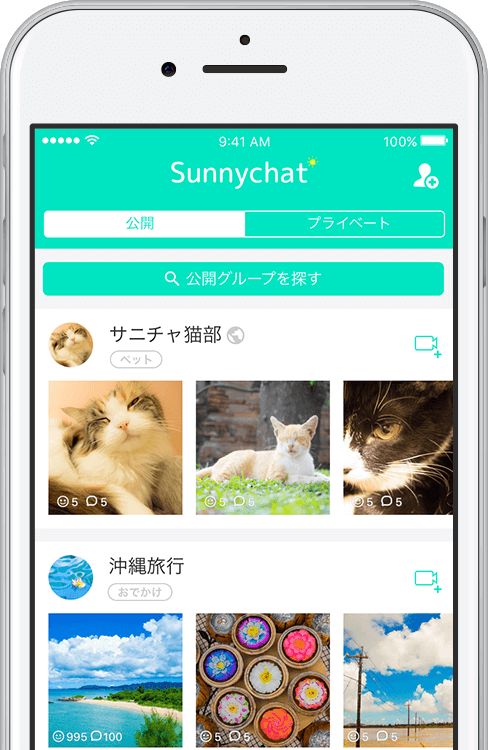 9:41 AM
100%
Sunnychat
公開
プライベート
公開グループを探す
サニチャ猫部
ペット
5 5
5 5
5 5
沖縄旅行
おでかけ
995 100
5 5
5 5